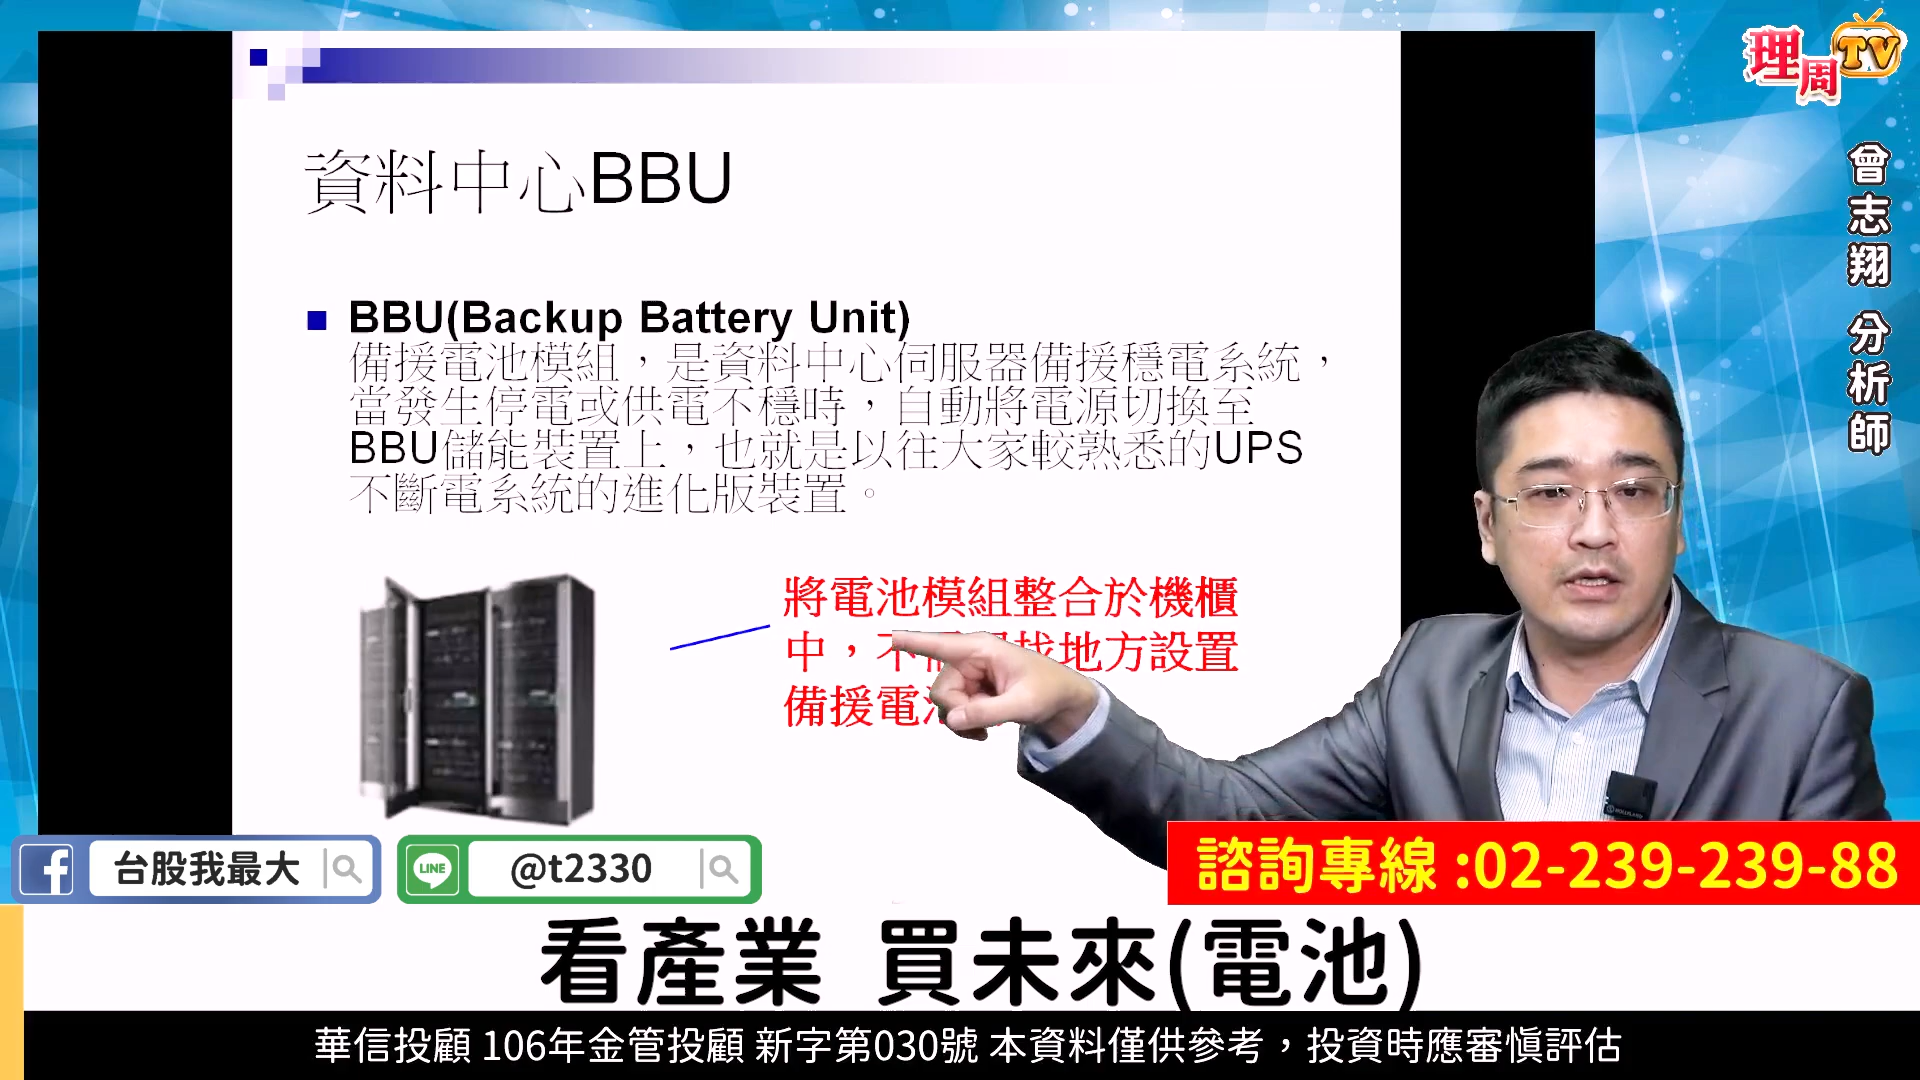 理周TV
曾志翔 分析師
資料中心BBU
BBU(Backup Battery Unit)
備援電池模組，是資料中心伺服器備援穩電系統，
當發生停電或供電不穩時，自動將電源切換至
BBU儲能裝置上，也就是以往大家較熟悉的UPS
不斷電系統的進化版裝置。
將電池模組整合於機櫃
中，不 找地方設置
備援電
台股我最大
LINE
@t2330
諮詢專線:02-239-239-88
看產業 買未來(電池)
華信投顧 106年金管投顧 新字第030號 本資料僅供參考，投資時應審慎評估